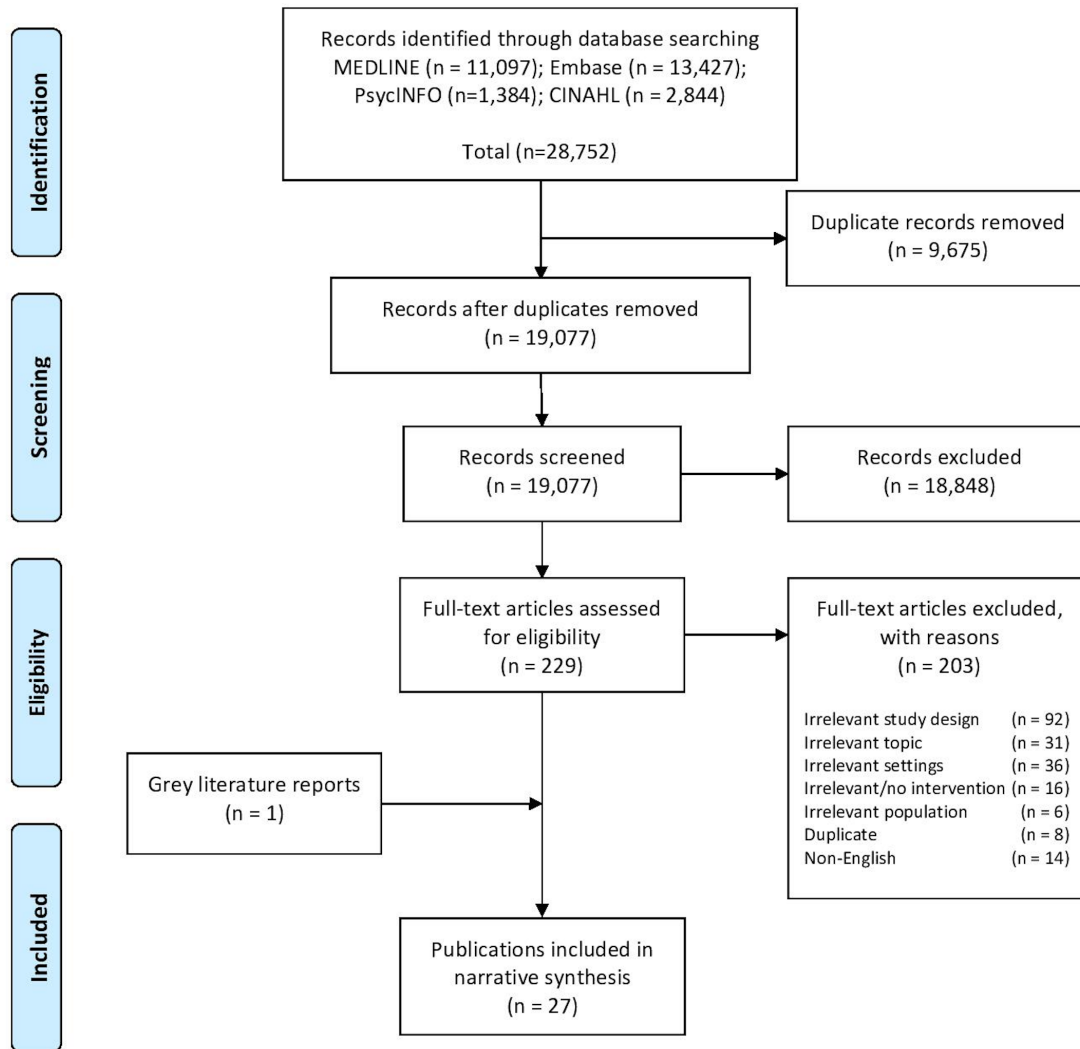 Identification
Records identified through database searching
MEDLINE (n = 11,097); Embase (n = 13,427);
PsycINFO (n=1,384); CINAHL (n = 2,844)
Total (n=28,752)
Duplicate records removed
(n = 9,675)
Screening
Records after duplicates removed
(n = 19,077)
Records screened
(n = 19,077)
Records excluded
(n = 18,848)
Eligibility
Full-text articles assessed
for eligibility
(n = 229)
Full-text articles excluded,
with reasons
(n = 203)
Irrelevant study design (n = 92)
Irrelevant topic (n = 31)
Irrelevant settings (n = 36)
Irrelevant/no intervention (n = 16)
Irrelevant population (n = 6)
Duplicate (n = 8)
Non-English (n = 14)
Grey literature reports
(n = 1)
Included
Publications included in
narrative synthesis
(n = 27)